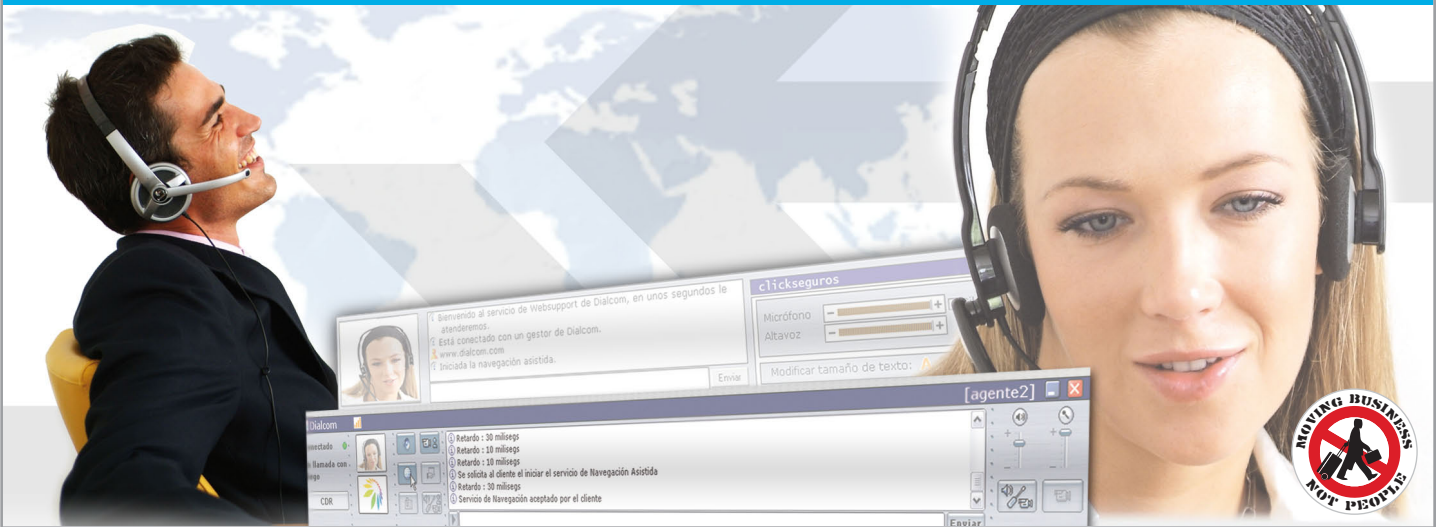 Bienvenido al servicio de Websupport de Dialcom, en unos segundos le
atenderemos.
Está conectado con un gestor de Dialcom.
www.dialcom.com
Iniciada la navegación asistida.
Enviar
clickseguros
Micrófono
Altavoz
Modificar tamaño de texto: A
Dialcom
[agente2]
onectado
llamada con
CDR
Retardo : 30 milisegs
Retardo : 10 milisegs
Retardo : 10 milisegs
Se solicita al cliente el iniciar el servicio de Navegación Asistida
Retardo : 30 milisegs
Servicio de Navegación aceptado por el cliente
Enviar
MOVING BUSINESS
NOT PEOPLE